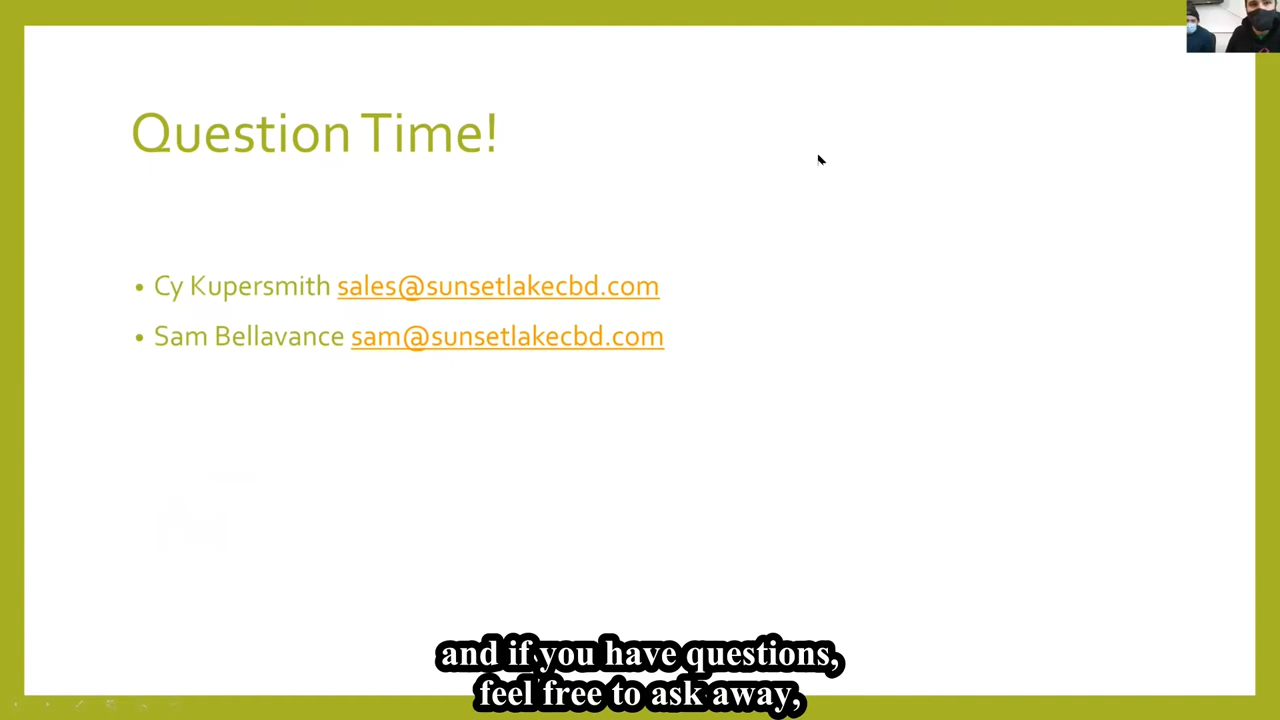 Question Time!
• Cy Kupersmith sales@sunsetlakecbd.com
• Sam Bellavance sam@sunsetlakecbd.com
and if you have questions,
feel free to ask away,